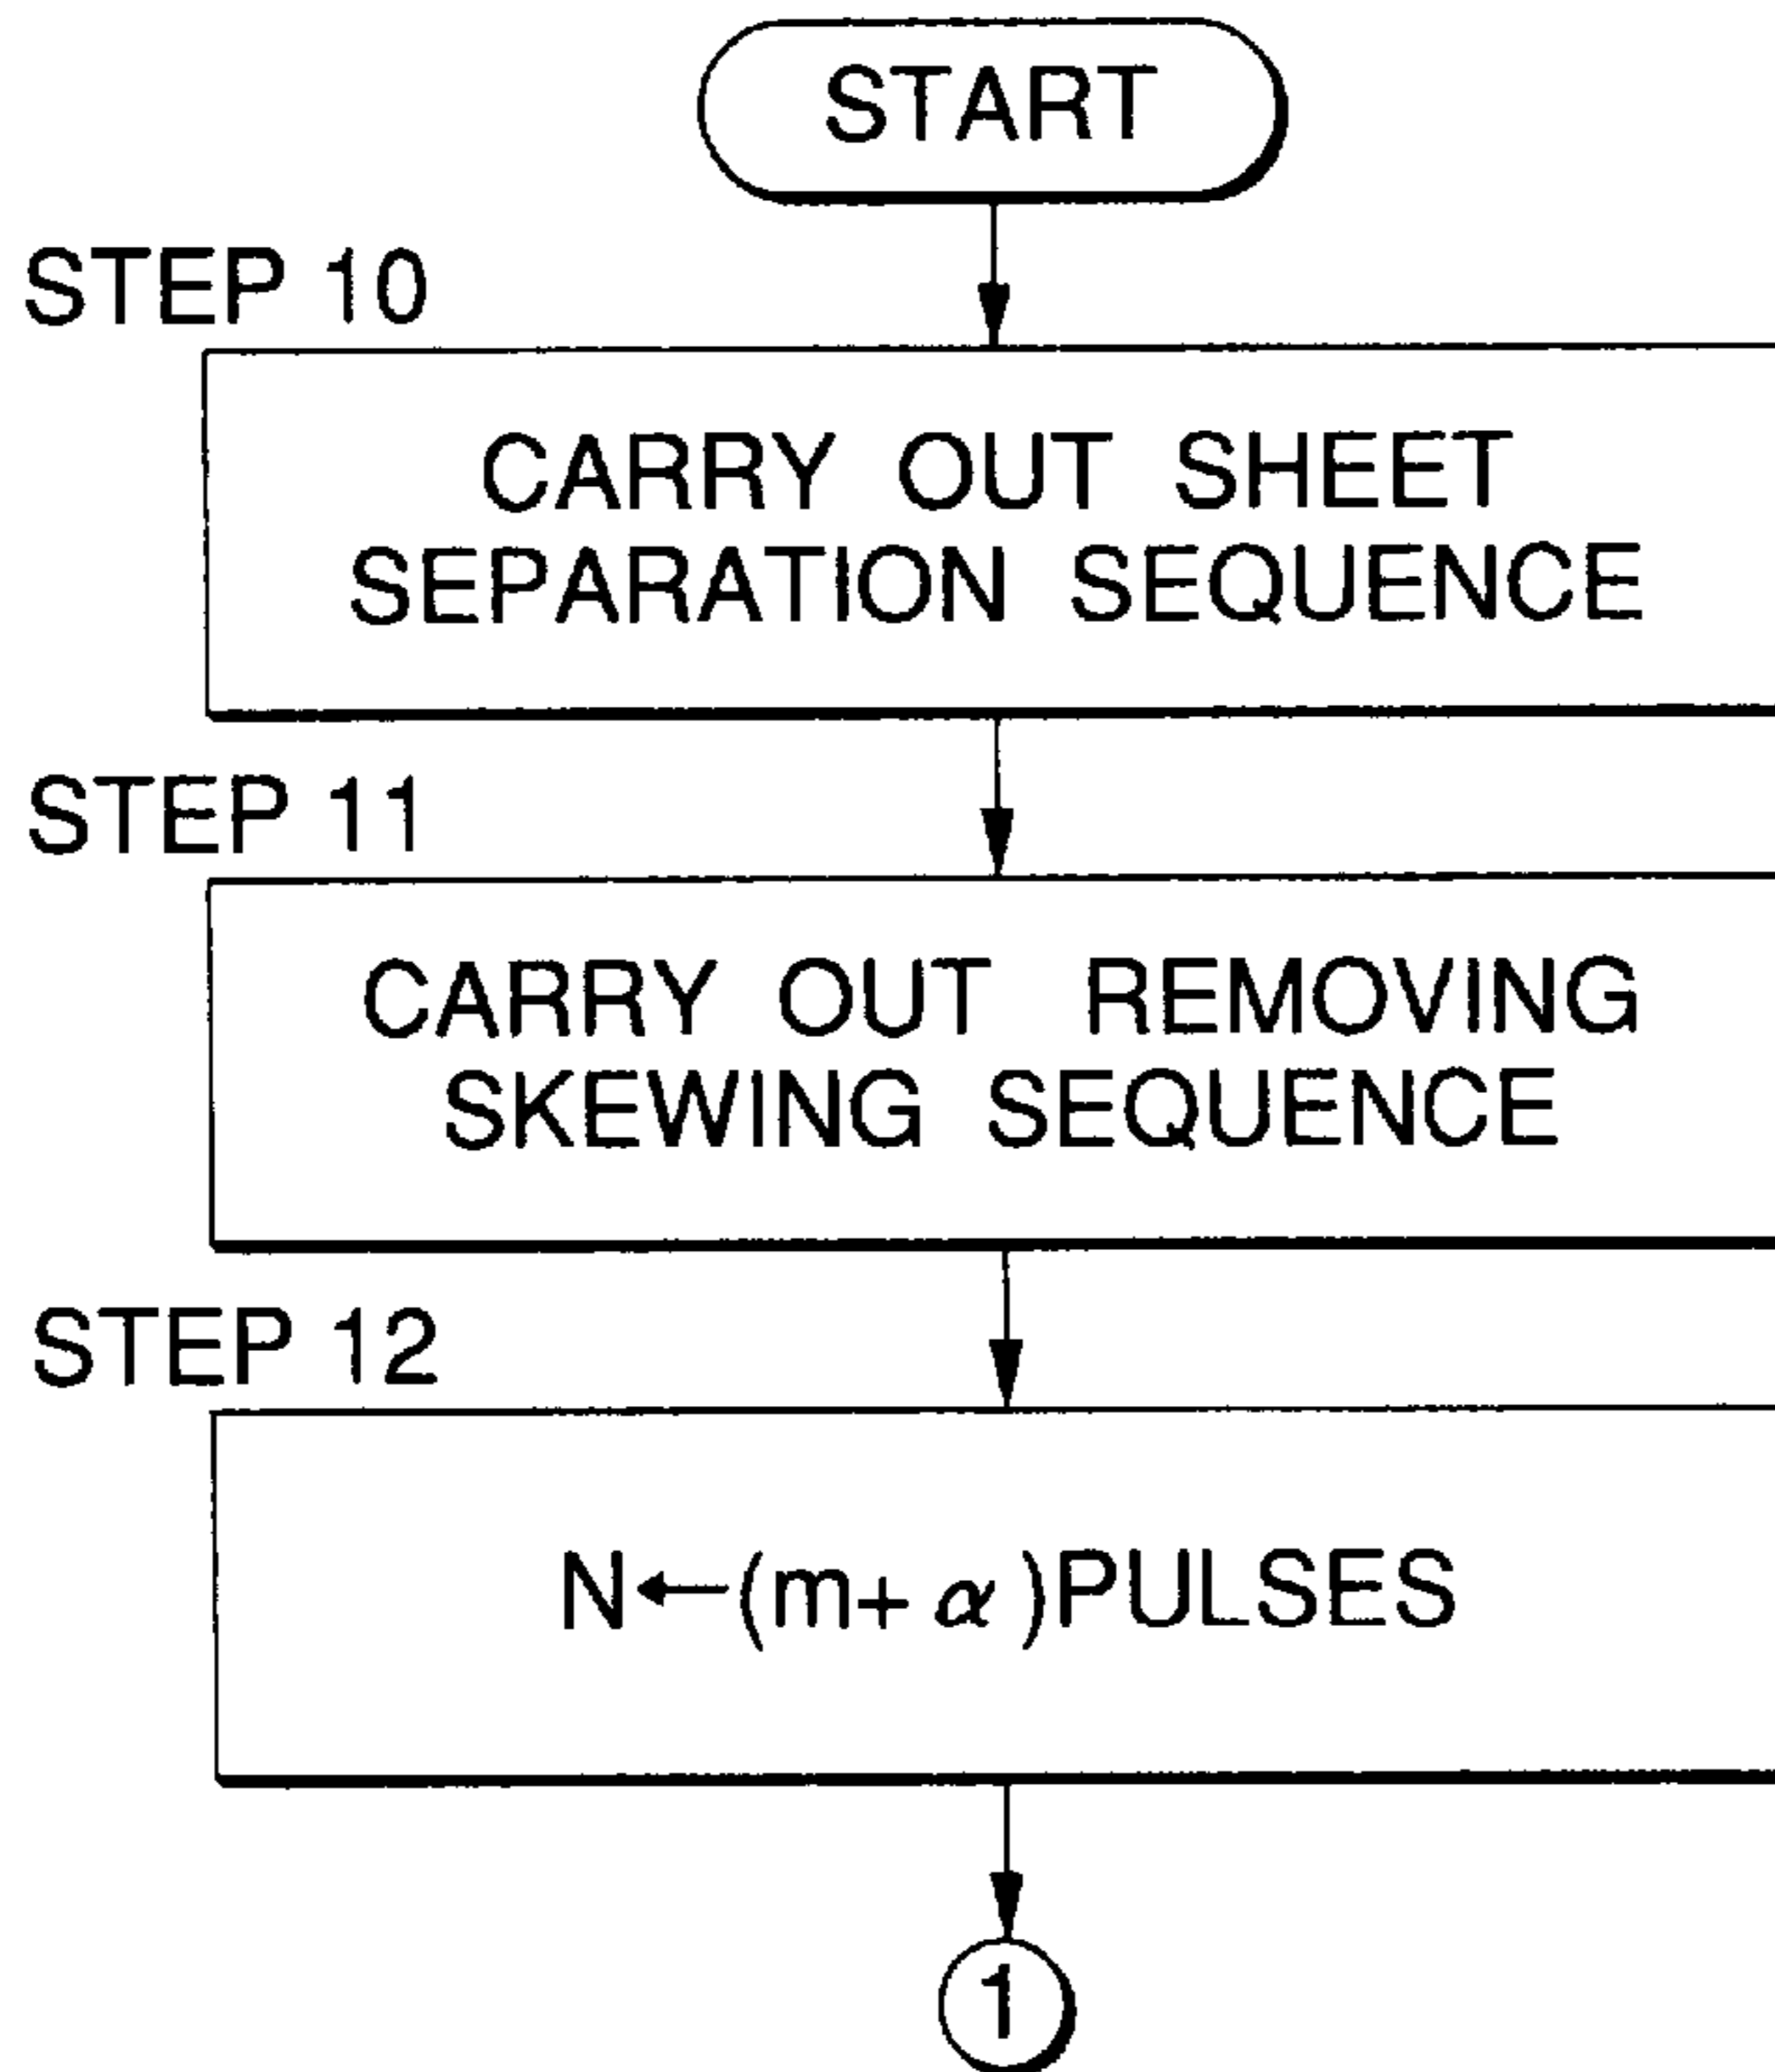 START
STEP 10
CARRY OUT SHEET
SEPARATION SEQUENCE
STEP 11
CARRY OUT REMOVING
SKEWING SEQUENCE
STEP 12
N←(m+ α )PULSES
1